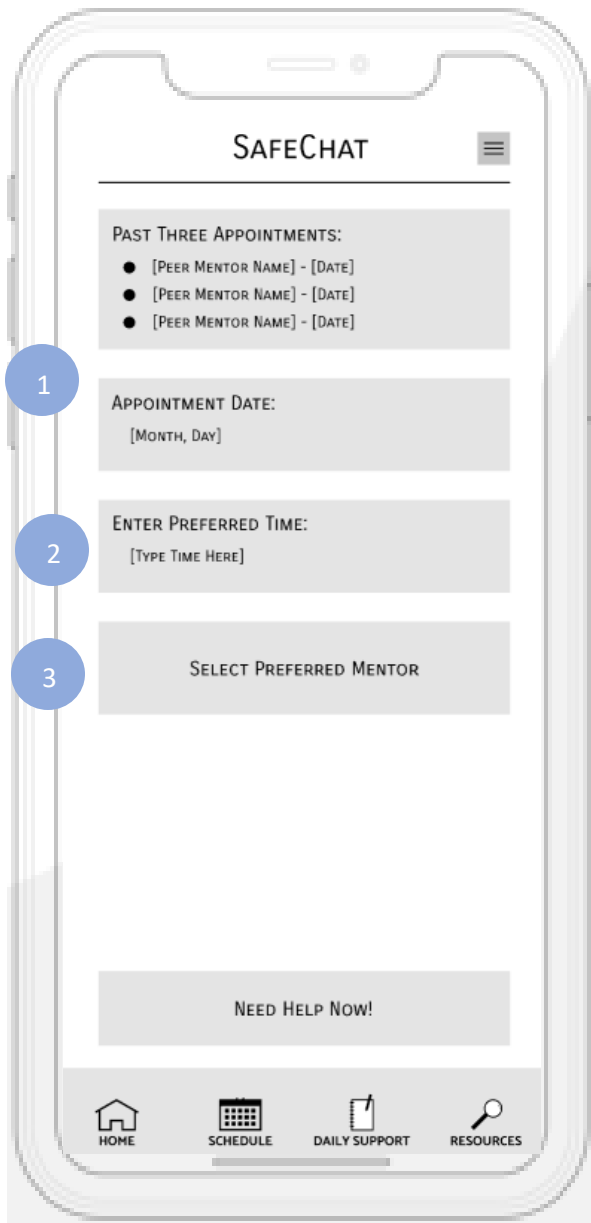 SafeChat
Past Three Appointments:
[Peer Mentor Name] - [Date]
[Peer Mentor Name] - [Date]
[Peer Mentor Name] - [Date]
1
Appointment Date:
[Month, Day]
Enter Preferred Time:
2
[Type Time Here]
3
Select Preferred Mentor
Need Help Now!
HOME
SCHEDULE
DAILY SUPPORT
RESOURCES